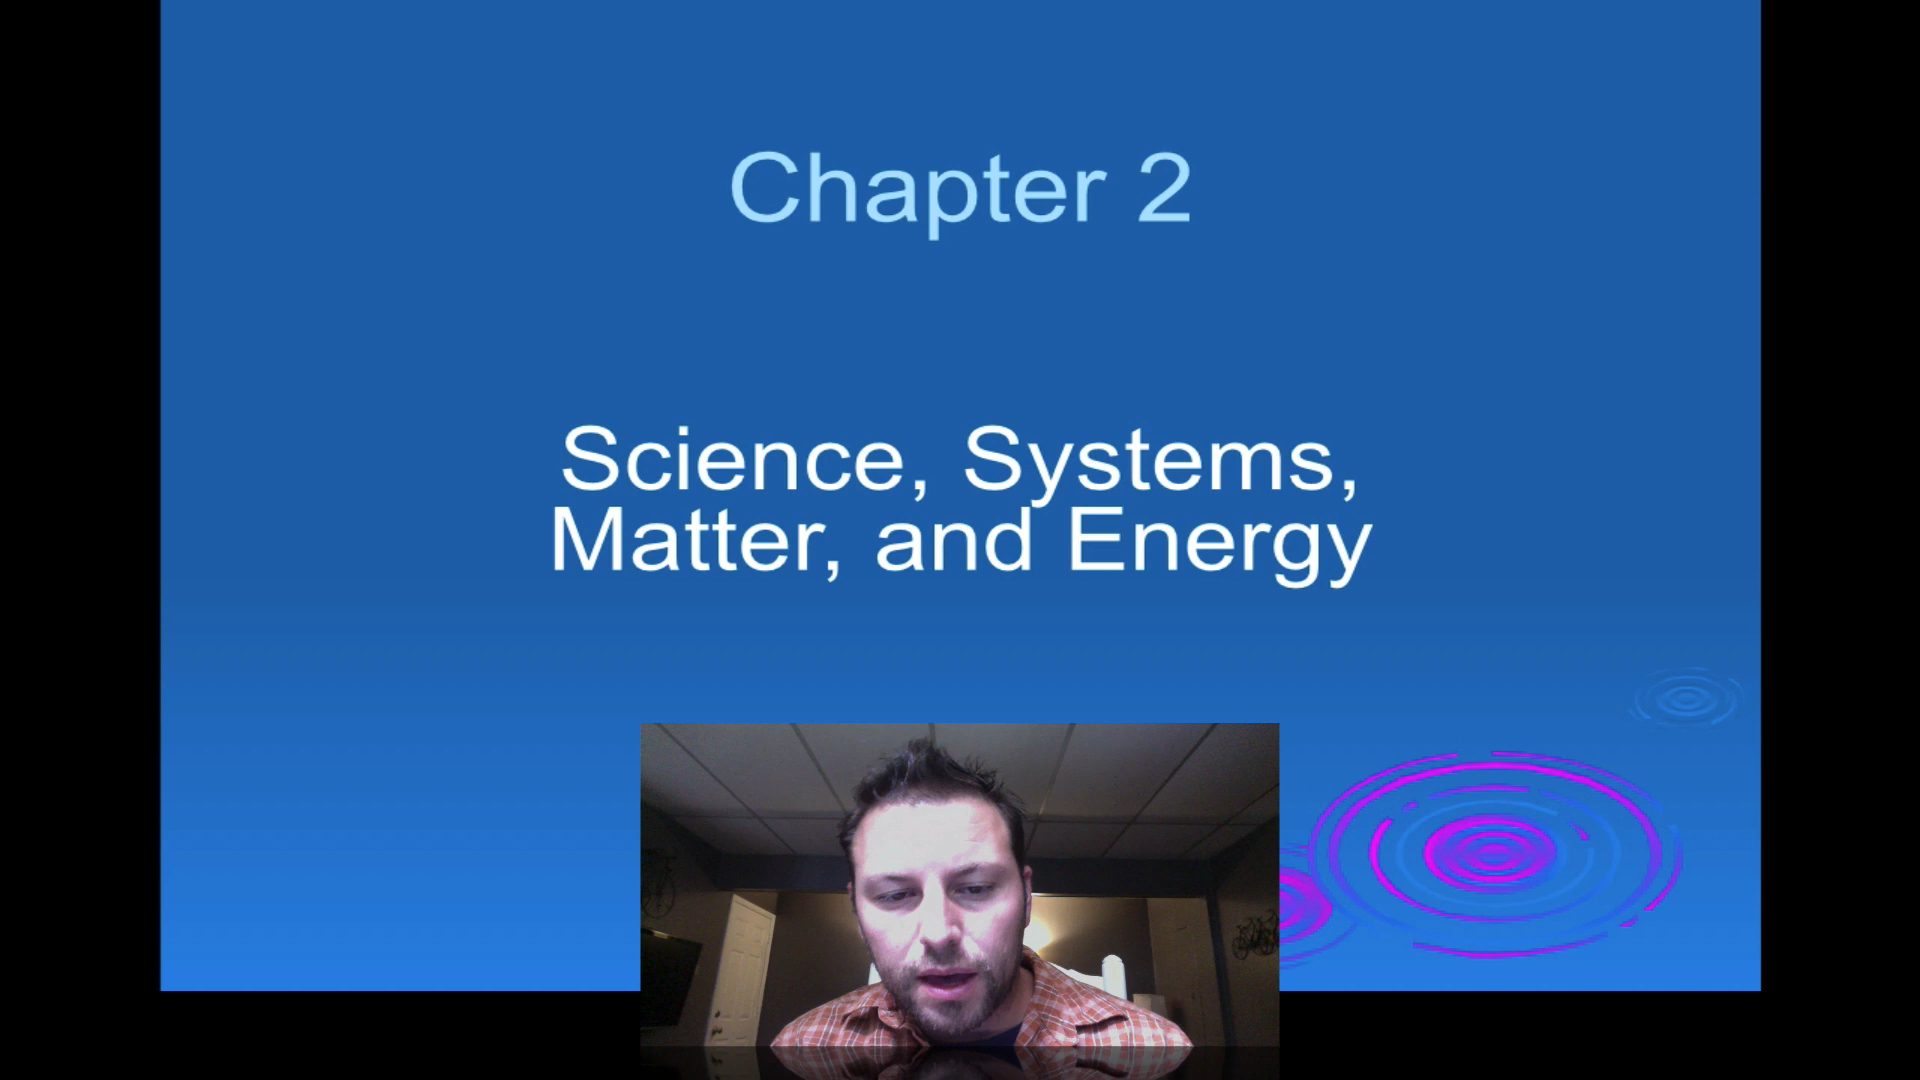 Chapter 2
Science, Systems,
Matter, and Energy